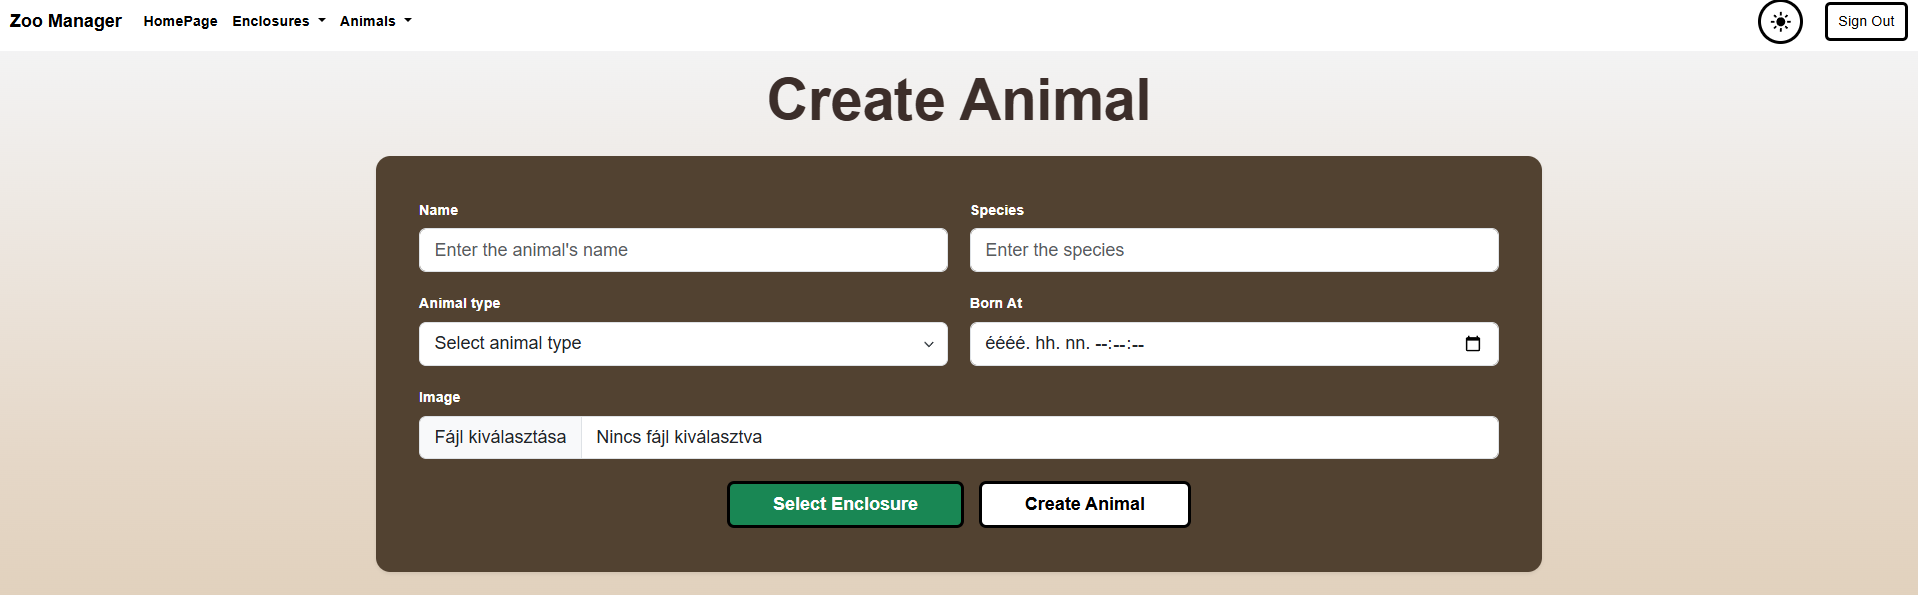 Zoo Manager HomePage Enclosures Animals Sign Out
Create Animal
Name Species
Enter the animal's name Enter the species
Animal type Born At
Select animal type éééé. hh. nn. --:--:--
Image
Fájl kiválasztása Nincs fájl kiválasztva
Select Enclosure Create Animal